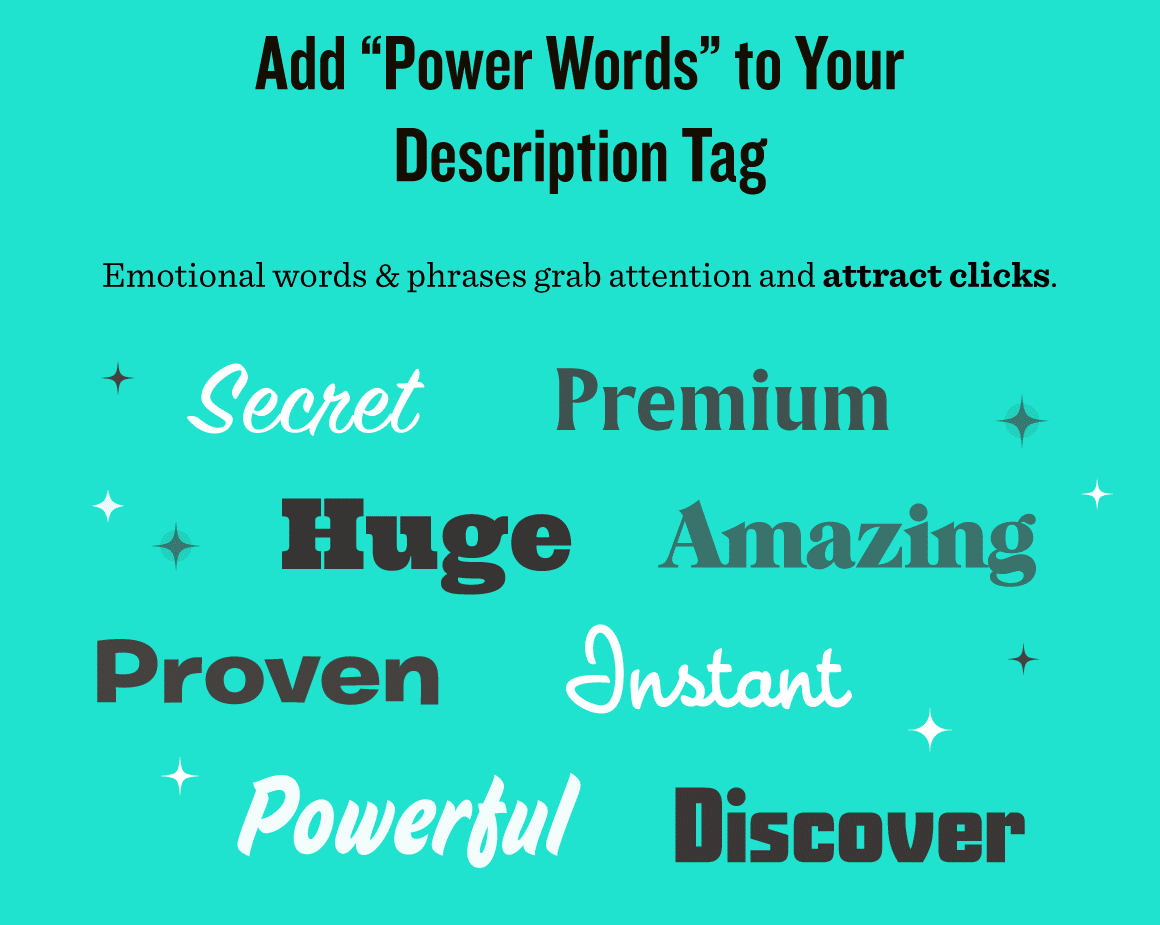 Add “Power Words” to Your
Description Tag
Emotional words & phrases grab attention and attract clicks.
Secret Premium
Huge Amazing
Proven Instant
Powerful Discover